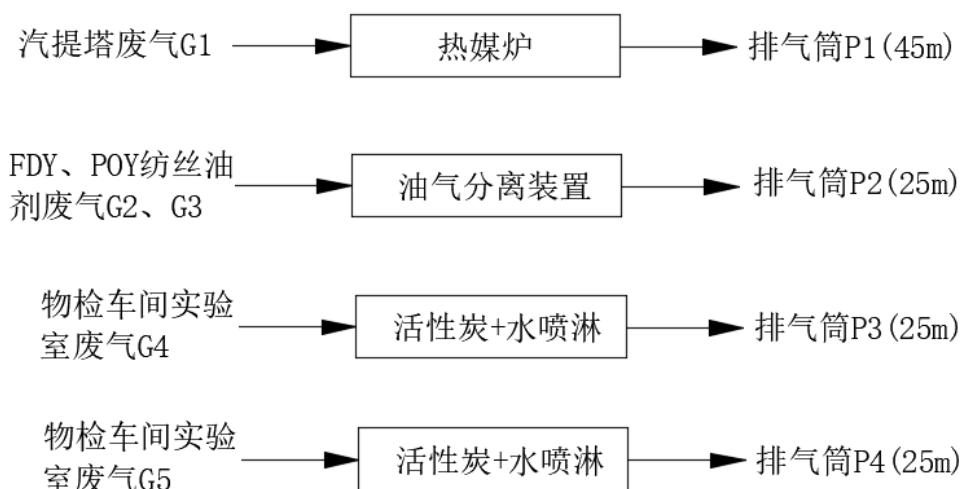 汽提塔废气G1
热媒炉
排气筒P1(45m)
FDY、POY纺丝油
剂废气G2、G3
油气分离装置
排气筒P2(25m)
物检车间实验
室废气G4
活性炭+水喷淋
排气筒P3(25m)
物检车间实验
室废气G5
活性炭+水喷淋
排气筒P4(25m)